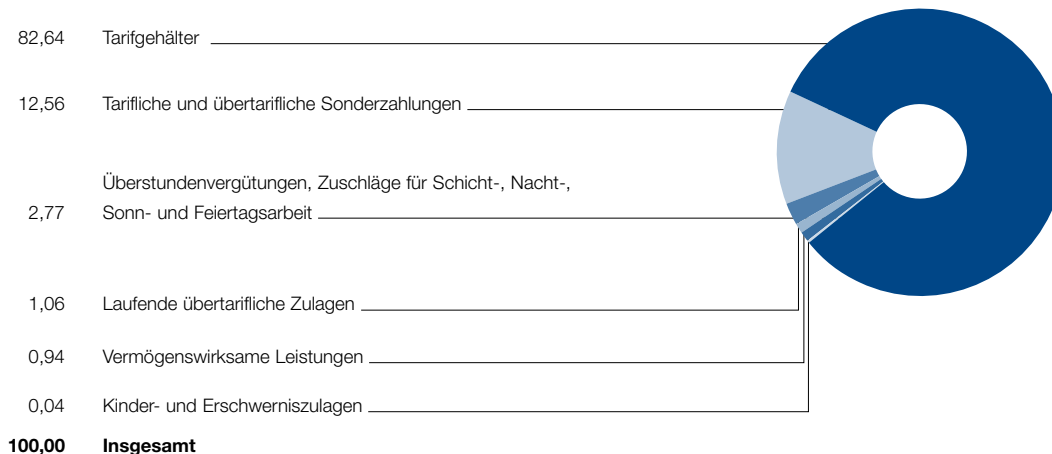 82,64 Tarifgehälter
12,56 Tarifliche und übertarifliche Sonderzahlungen
Überstundenvergütungen, Zuschläge für Schicht-, Nacht-,
2,77 Sonn- und Feiertagsarbeit
1,06 Laufende übertarifliche Zulagen
0,94 Vermögenswirksame Leistungen
0,04 Kinder- und Erschwerniszulagen
100,00 Insgesamt